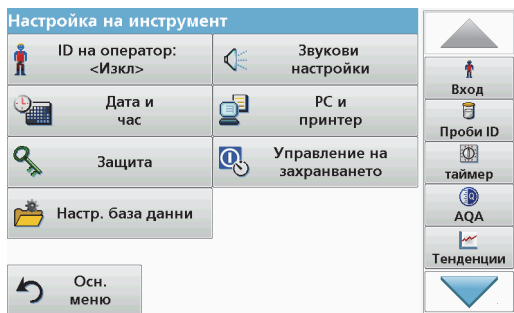 Настройка на инструмент
ID на оператор:
<Изкл>
Звукови
настройки
Дата и
час
PC и
принтер
Защита
Управление на
захранването
Настр. база данни
Осн.
меню
Вход
Проби ID
таймер
AQA
Тенденции